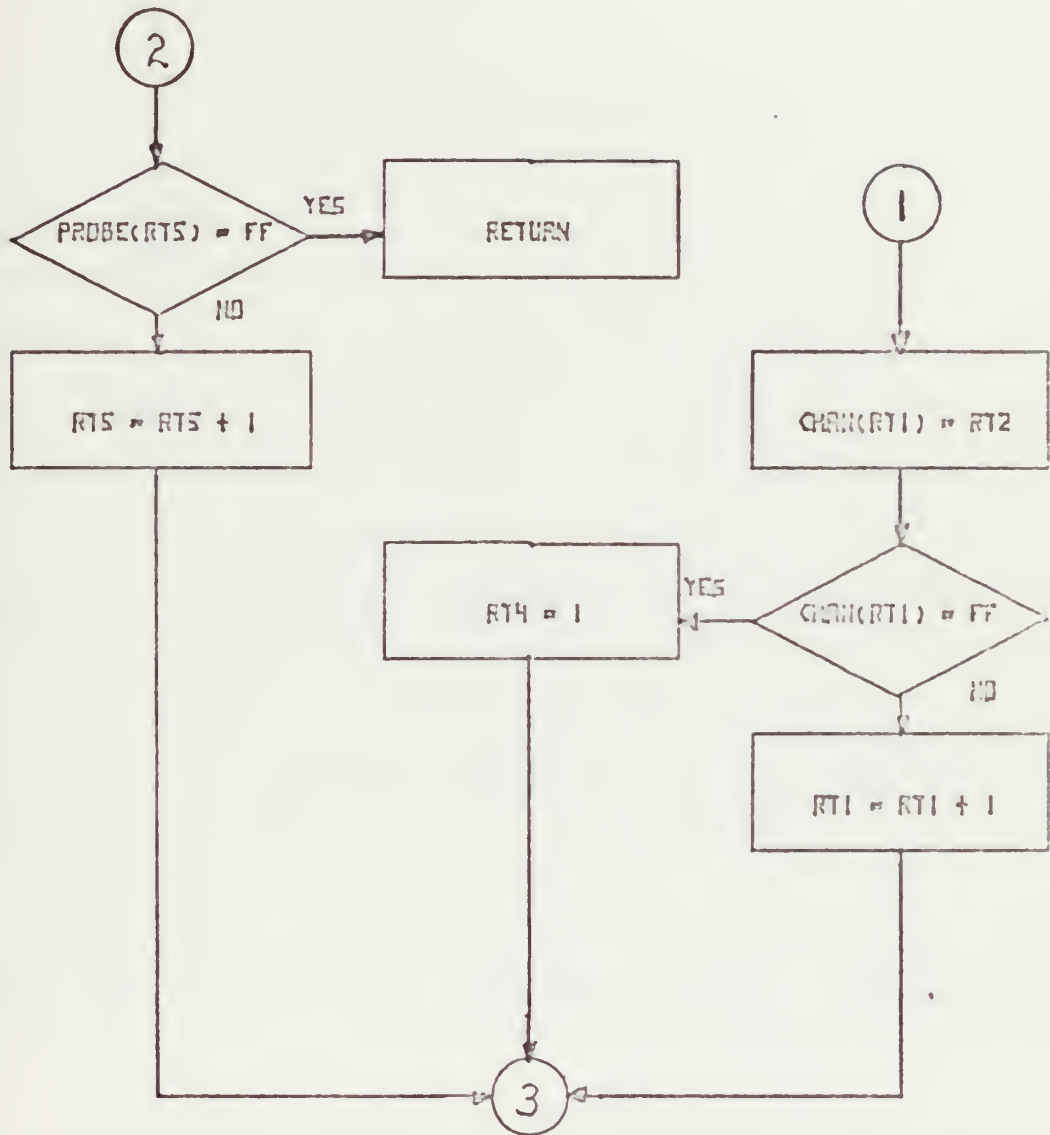 2
PROBE(RT5) = FF
YES
RETURN
NO
RT5 = RT5 + 1
1
CHAN(RT1) = RT2
CHAN(RT1) = FF
YES
RT4 = 1
NO
RT1 = RT1 + 1
3